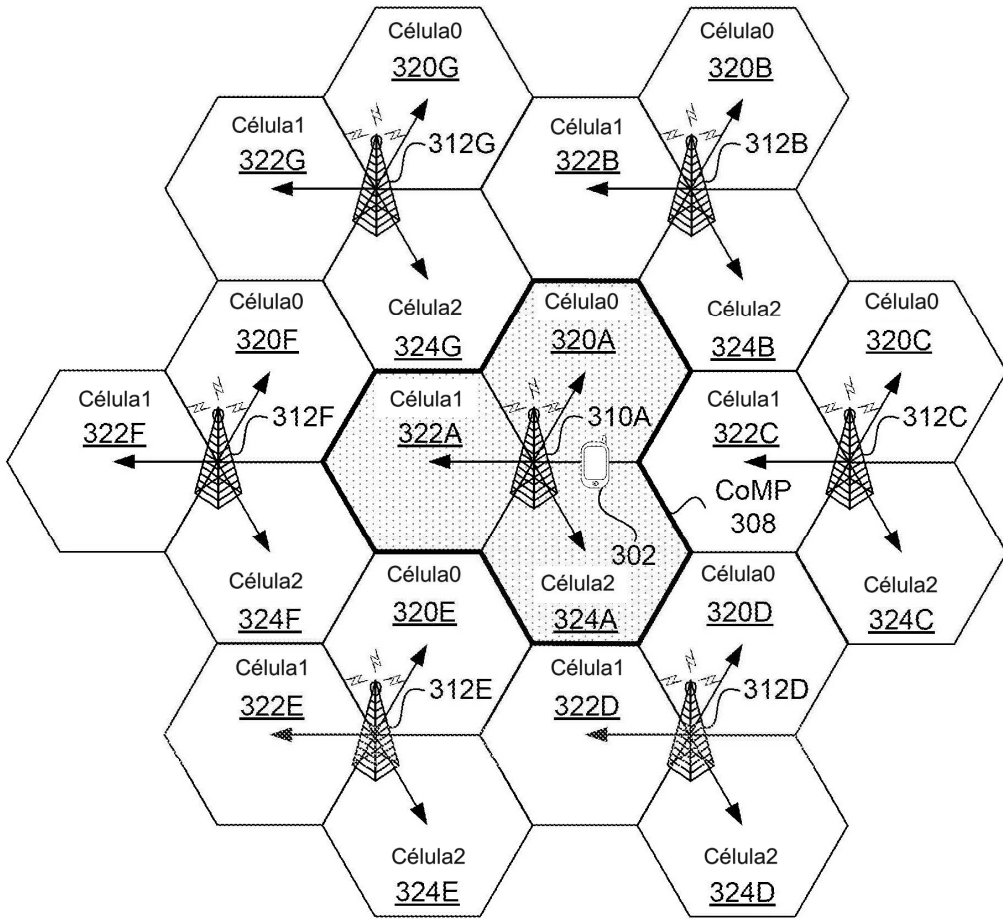 Célula0
320G
Célula0
320B
Célula1
322G
312G
Célula1
322B
312B
Célula2
324G
Célula0
320A
Célula2
324B
Célula0
320F
Célula0
320C
Célula1
322F
312F
Célula1
322A
310A
Célula1
322C
312C
CoMP
308
302
Célula2
324F
Célula0
320E
Célula2
324A
Célula0
320D
Célula2
324C
Célula1
322E
312E
Célula1
322D
312D
Célula2
324E
Célula2
324D